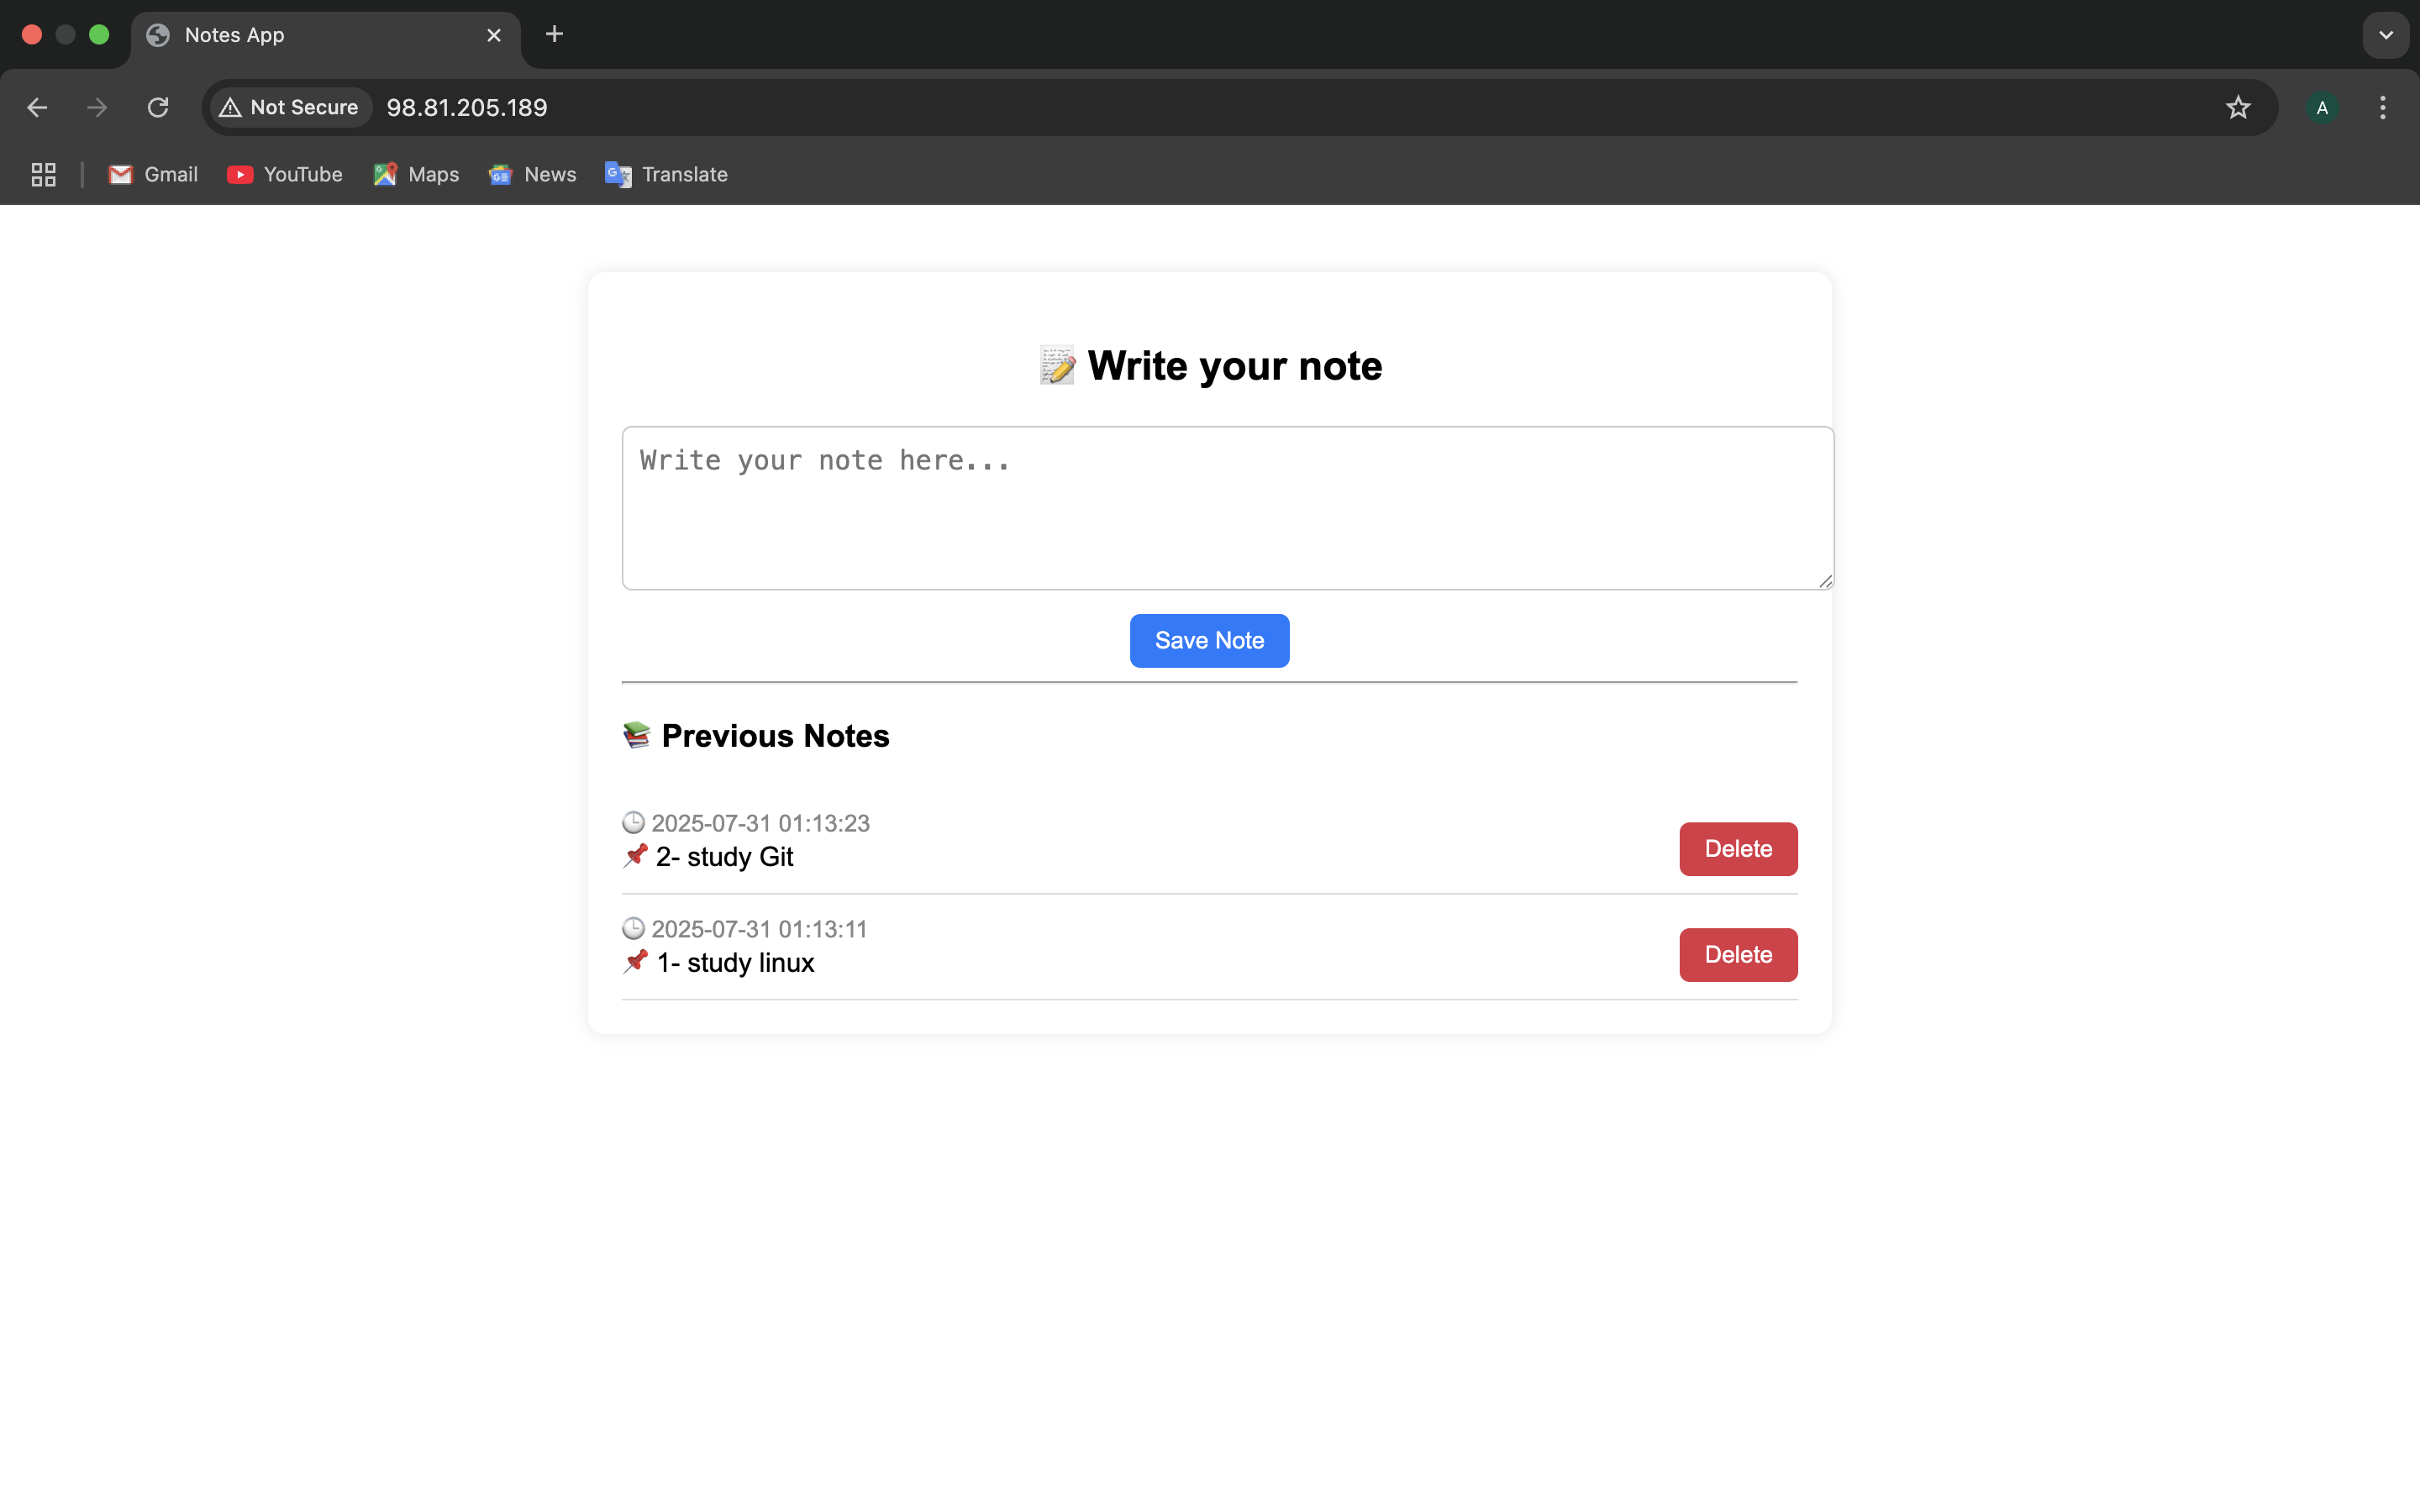 Notes App
Not Secure 98.81.205.189
A
Gmail YouTube Maps News Translate
Write your note
Write your note here...
Save Note
Previous Notes
2025-07-31 01:13:23
2- study Git
Delete
2025-07-31 01:13:11
1- study linux
Delete